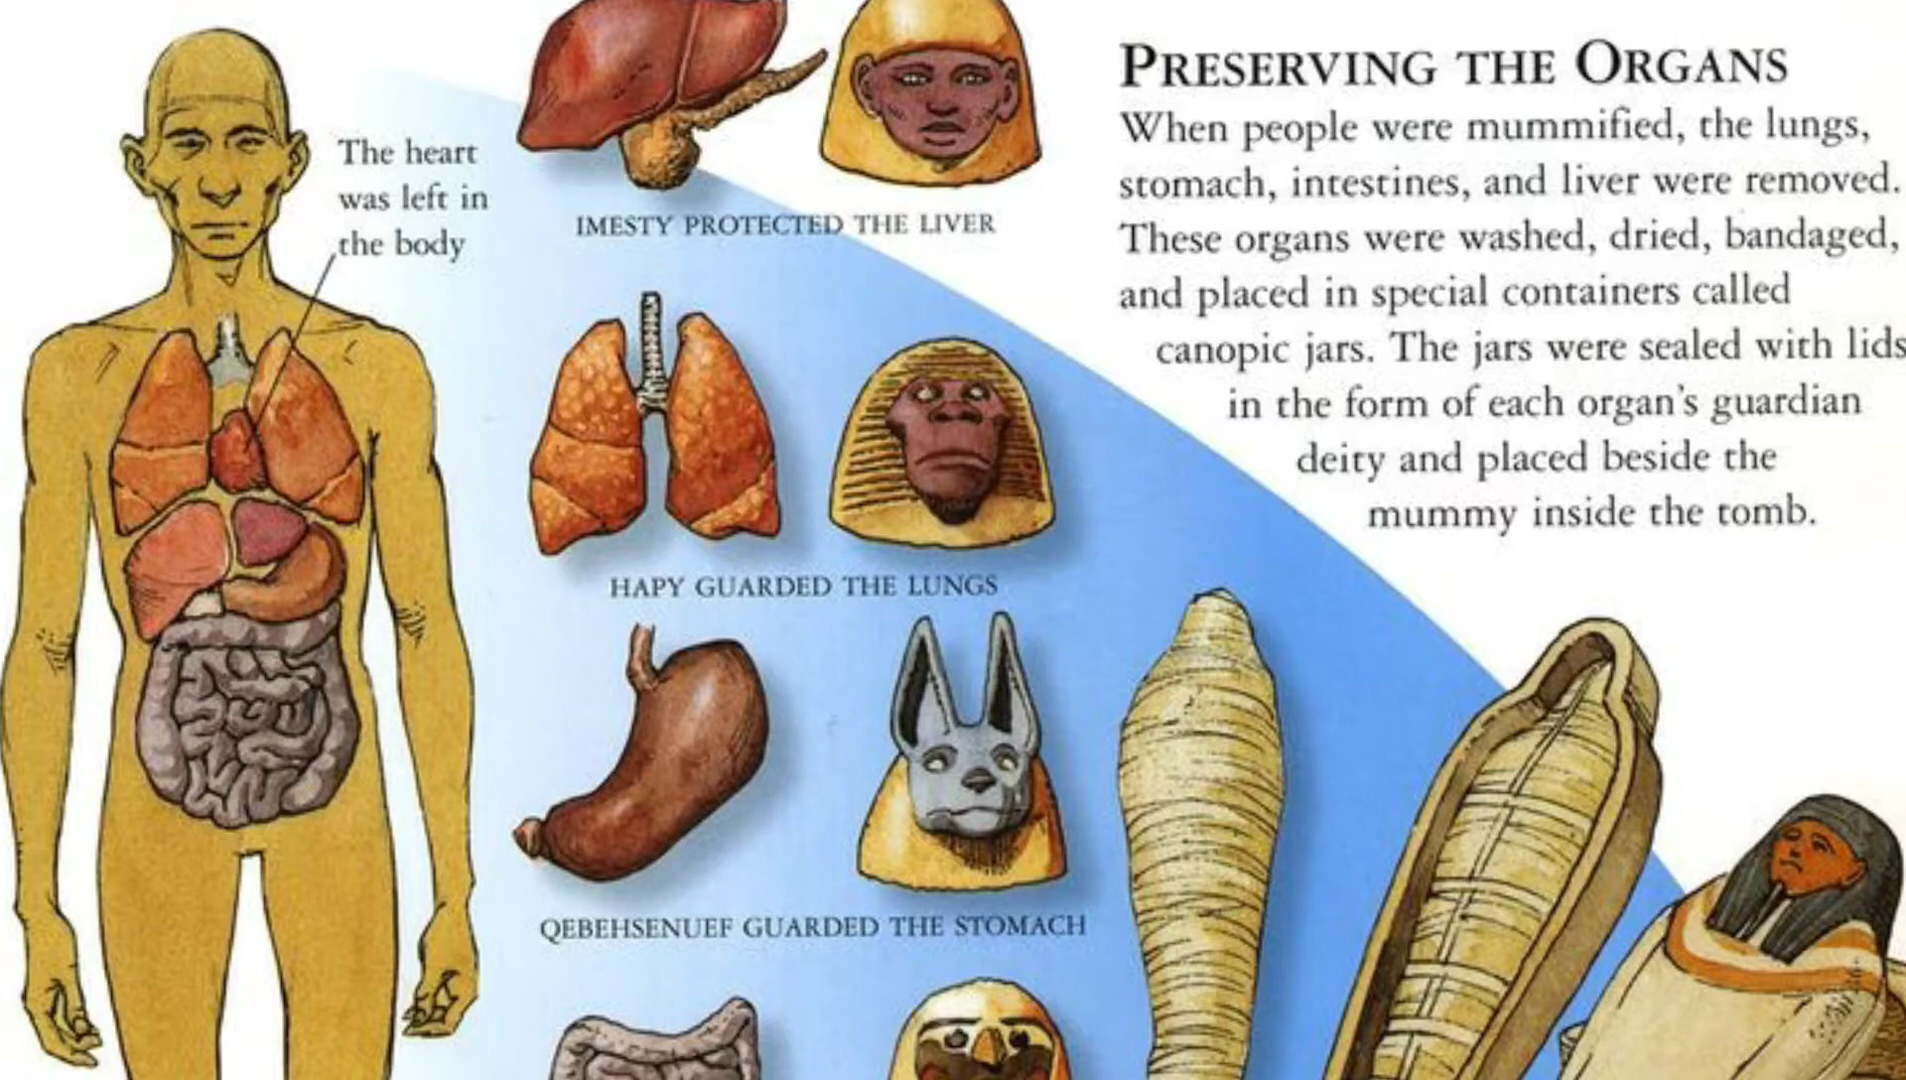 The heart
was left in
the body
IMESTY PROTECTED THE LIVER
HAPY GUARDED THE LUNGS
QEBEHSENUEF GUARDED THE STOMACH
PRESERVING THE ORGANS
When people were mummified, the lungs,
stomach, intestines, and liver were removed.
These organs were washed, dried, bandaged,
and placed in special containers called
canopic jars. The jars were sealed with lids
in the form of each organ's guardian
deity and placed beside the
mummy inside the tomb.